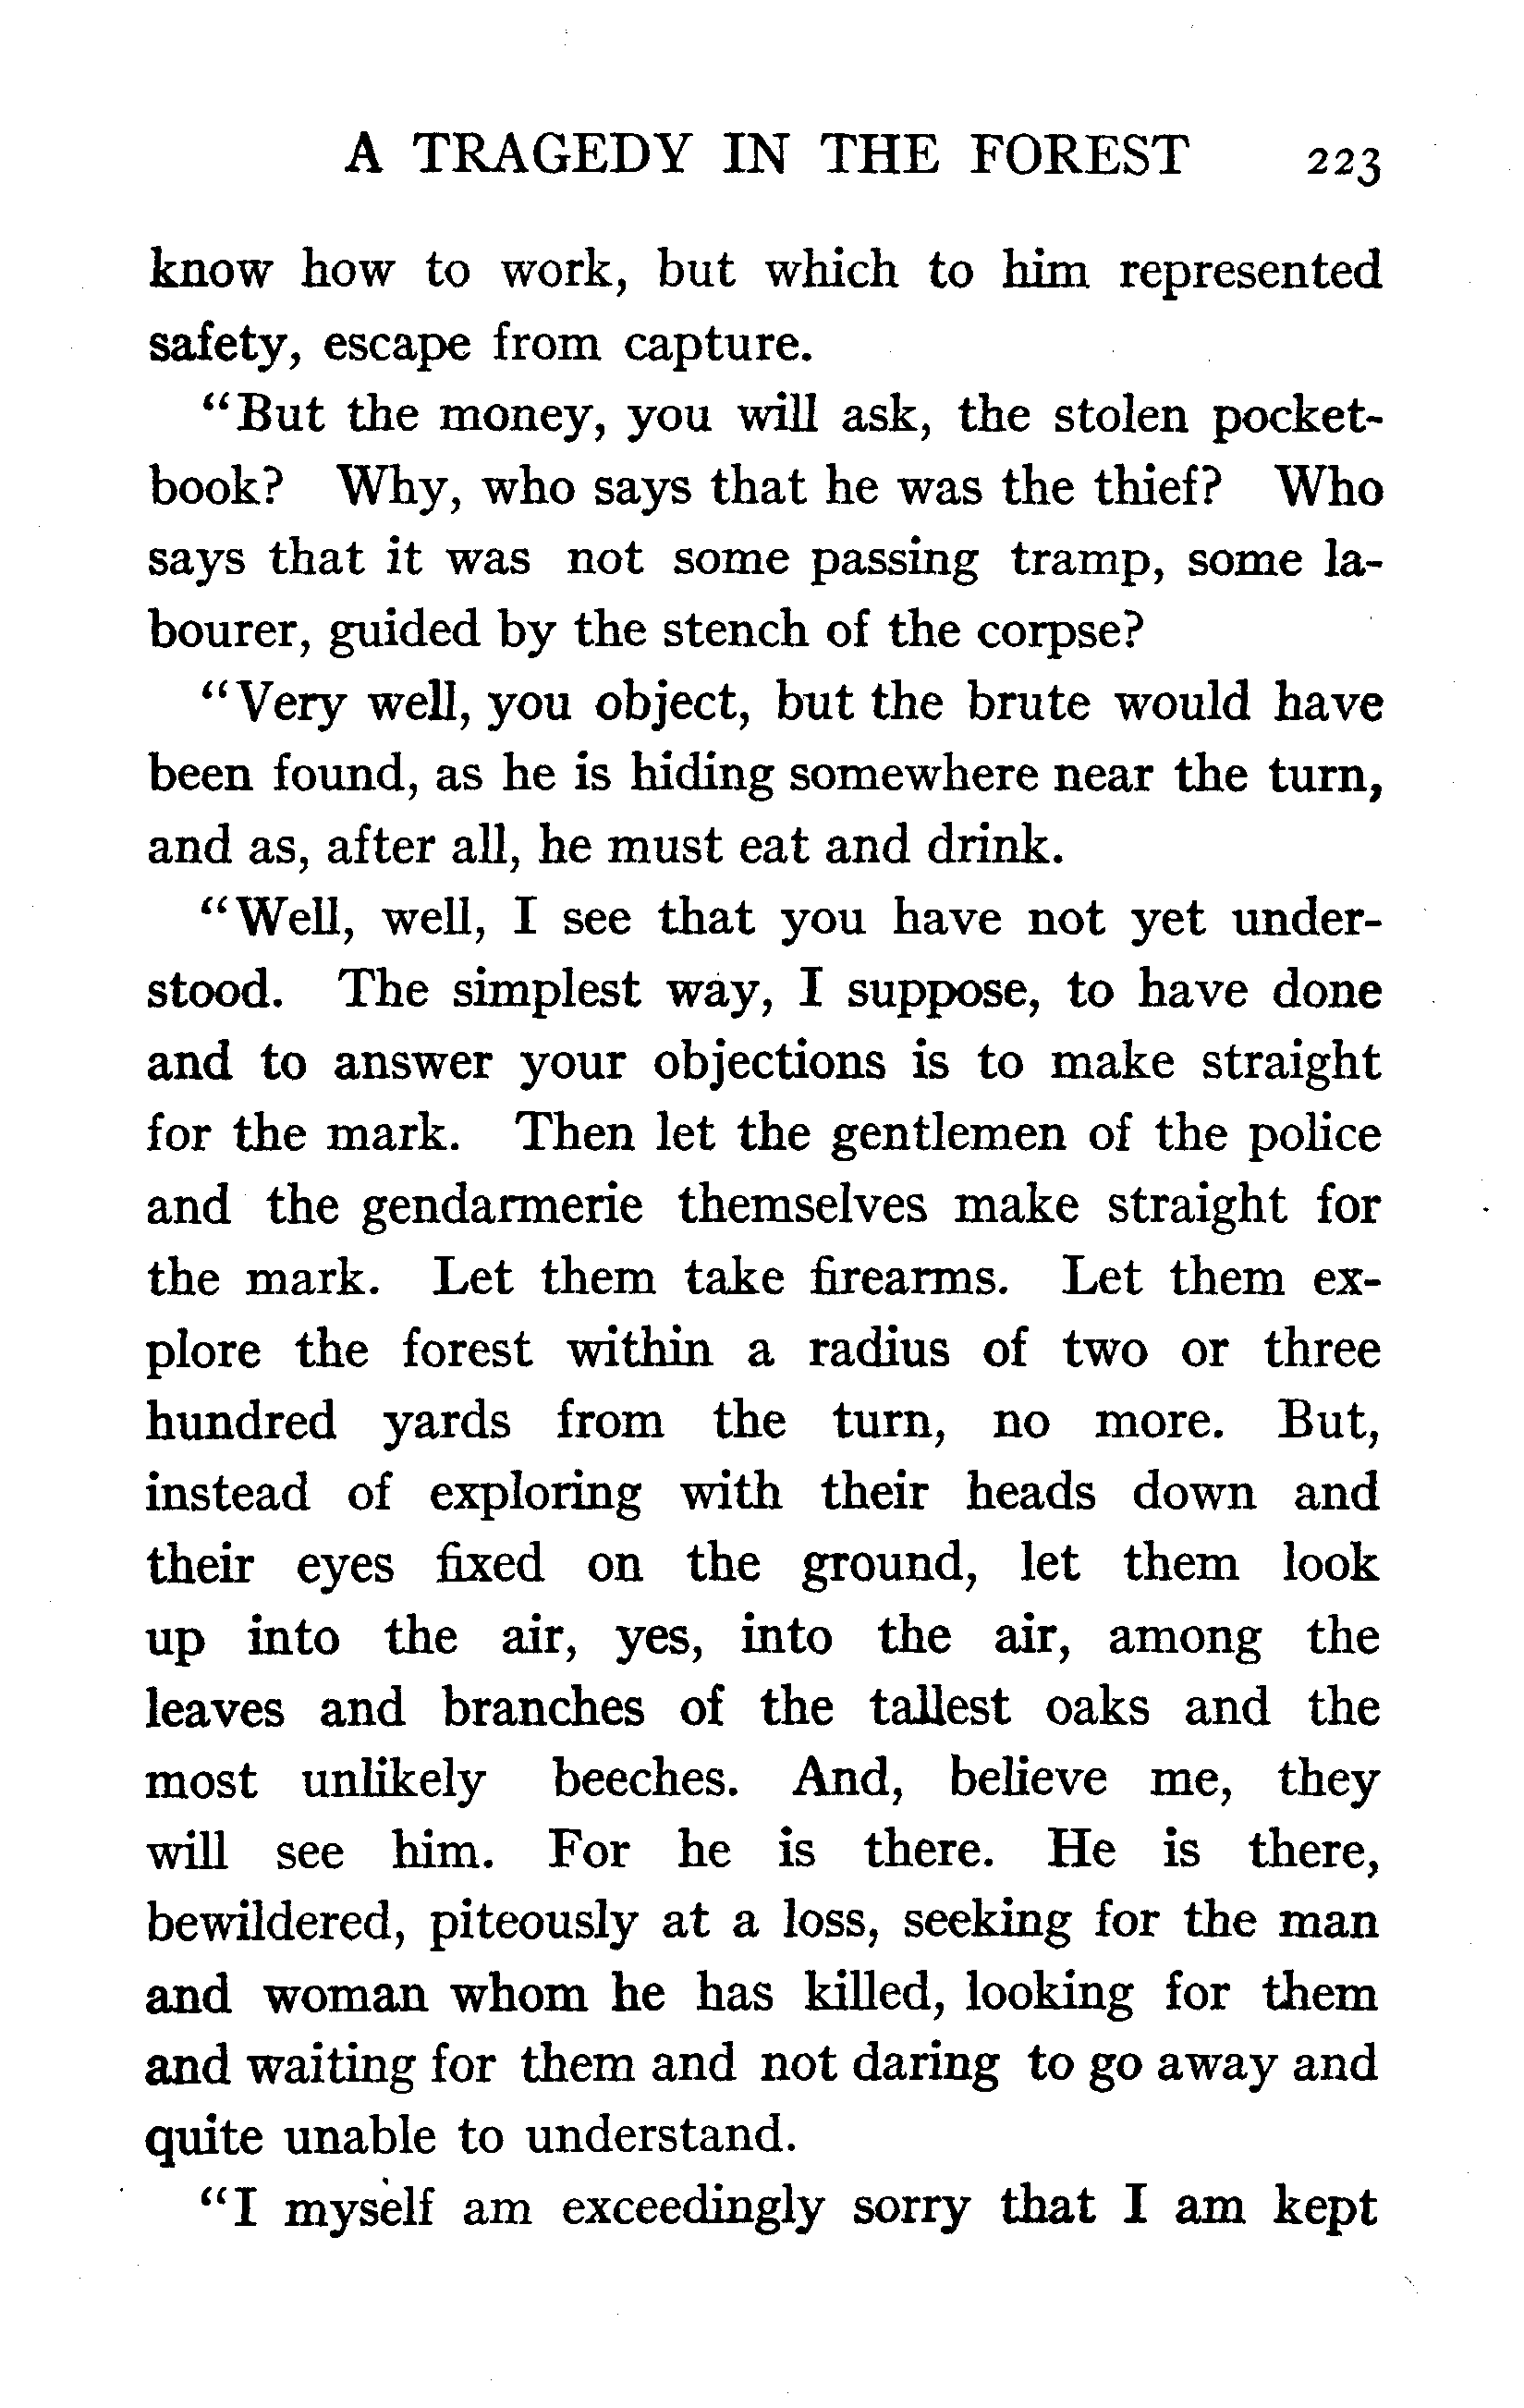 A TRAGEDY IN THE FOREST 223
know how to work, but which to him represented
safety, escape from capture.
"But the money, you will ask, the stolen pocket-
book? Why, who says that he was the thief? Who
says that it was not some passing tramp, some la-
bourer, guided by the stench of the corpse?
"Very well, you object, but the brute would have
been found, as he is hiding somewhere near the turn,
and as, after all, he must eat and drink.
"Well, well, I see that you have not yet under-
stood. The simplest way, I suppose, to have done
and to answer your objections is to make straight
for the mark. Then let the gentlemen of the police
and the gendarmerie themselves make straight for
the mark. Let them take firearms. Let them ex-
plore the forest within a radius of two or three
hundred yards from the turn, no more. But,
instead of exploring with their heads down and
their eyes fixed on the ground, let them look
up into the air, yes, into the air, among the
leaves and branches of the tallest oaks and the
most unlikely beeches. And, believe me, they
will see him. For he is there. He is there,
bewildered, piteously at a loss, seeking for the man
and woman whom he has killed, looking for them
and waiting for them and not daring to go away and
quite unable to understand.
"I myself am exceedingly sorry that I am kept